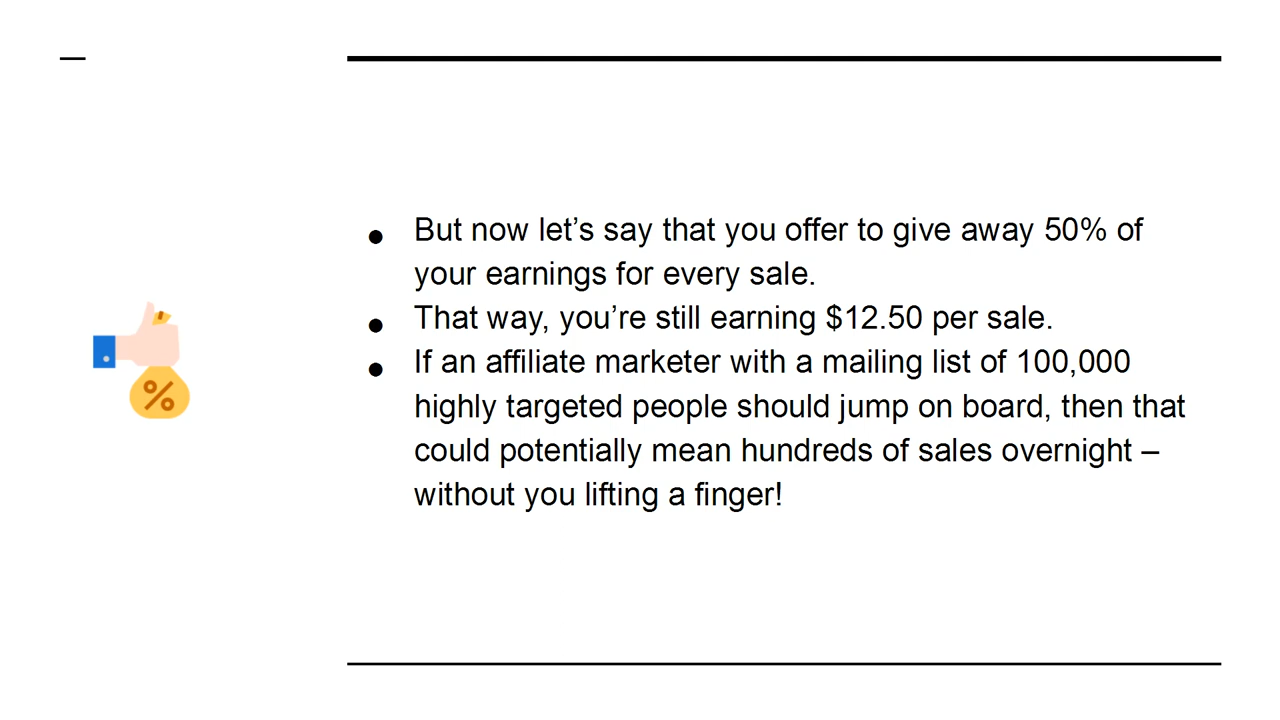 ● But now let’s say that you offer to give away 50% of
your earnings for every sale.
● That way, you’re still earning $12.50 per sale.
● If an affiliate marketer with a mailing list of 100,000
highly targeted people should jump on board, then that
could potentially mean hundreds of sales overnight –
without you lifting a finger!
%